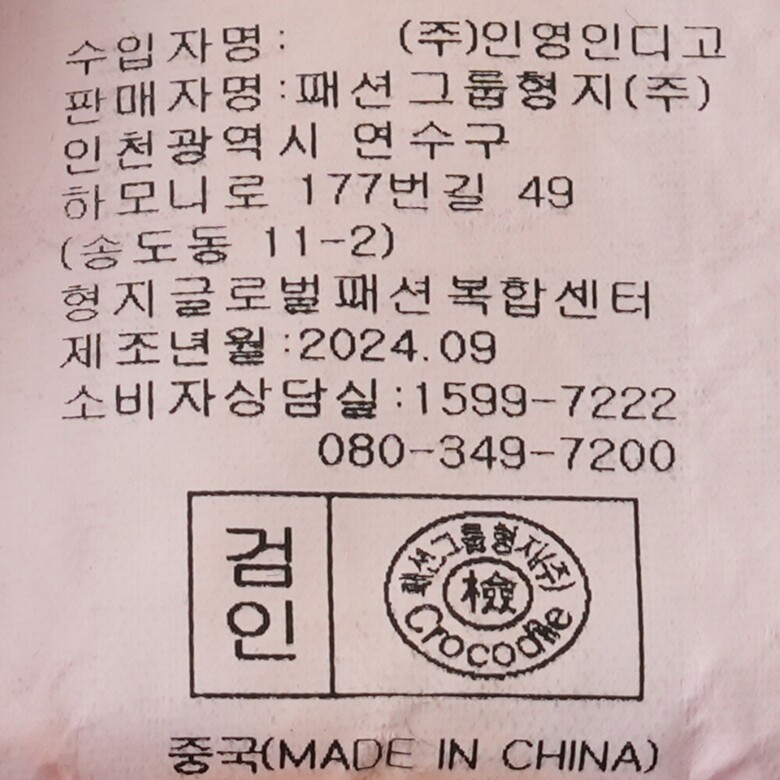 수입자명: (주)인영인디고
판매자명:패션그룹형지(주)
인천광역시 연수구
하모니로 177번길 49
(송도동 11-2)
형지글로벌패션복합센터
제조년월:2024.09
소비자상담실:1599-7222
080-349-7200
검인
패션그룹형지(주)
檢
Crocodile
중국(MADE IN CHINA)